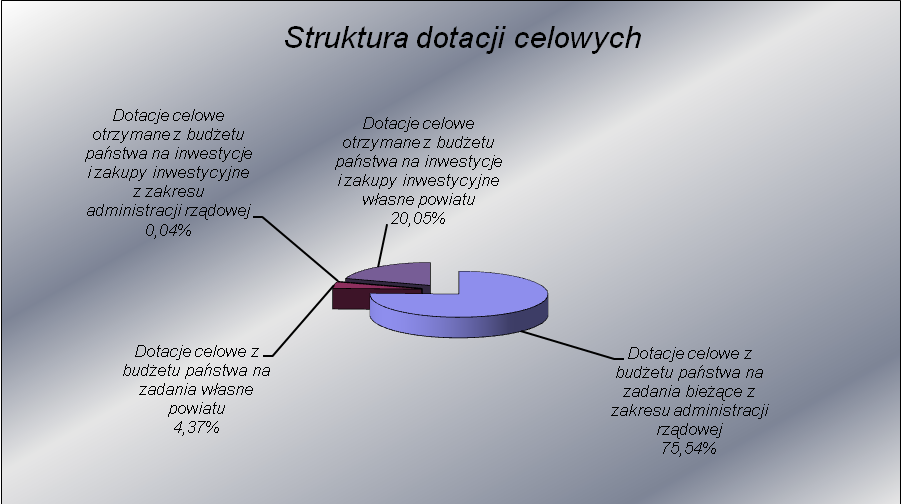 Struktura dotacji celowych
Dotacje celowe
otrzymane z budżetu
państwa na inwestycje
i zakupy inwestycyjne
z zakresu
administracji rządowej
0,04%
Dotacje celowe
otrzymane z budżetu
państwa na inwestycje
i zakupy inwestycyjne
własne powiatu
20,05%
Dotacje celowe z
budżetu państwa na
zadania własne
powiatu
4,37%
Dotacje celowe z
budżetu państwa na
zadania bieżące z
zakresu administracji
rządowej
75,54%